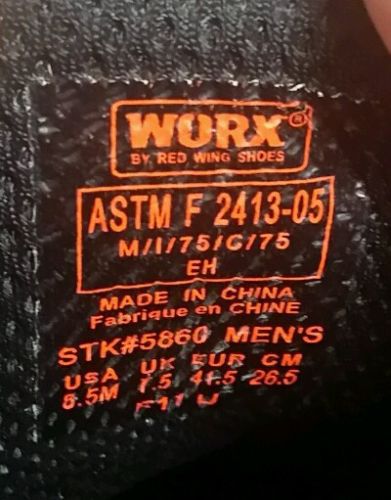 WORX®
BY RED WING SHOES
ASTM F 2413-05
M/I/75/C/75
EH
MADE IN CHINA
Fabrique en CHINE
STK#5860 MEN'S
USA UK EUR CM
8.5M 7.5 41.5 26.5